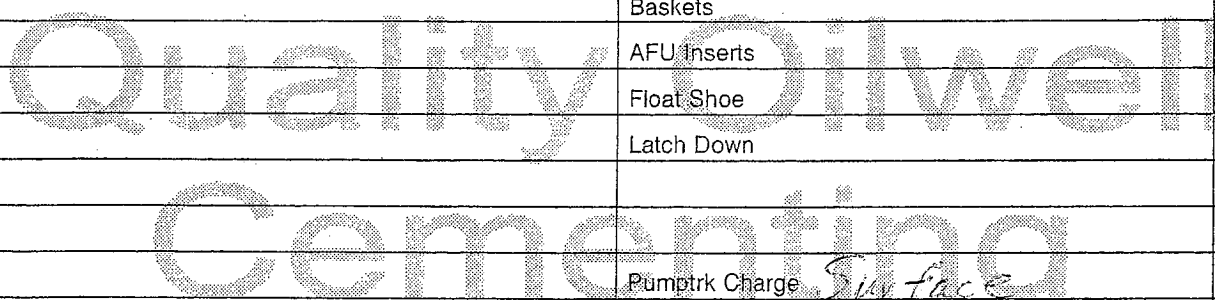 Baskets
Quality Oilwell
AFU Inserts
Float Shoe
Latch Down
Cementing
Pumptrk Charge Surface